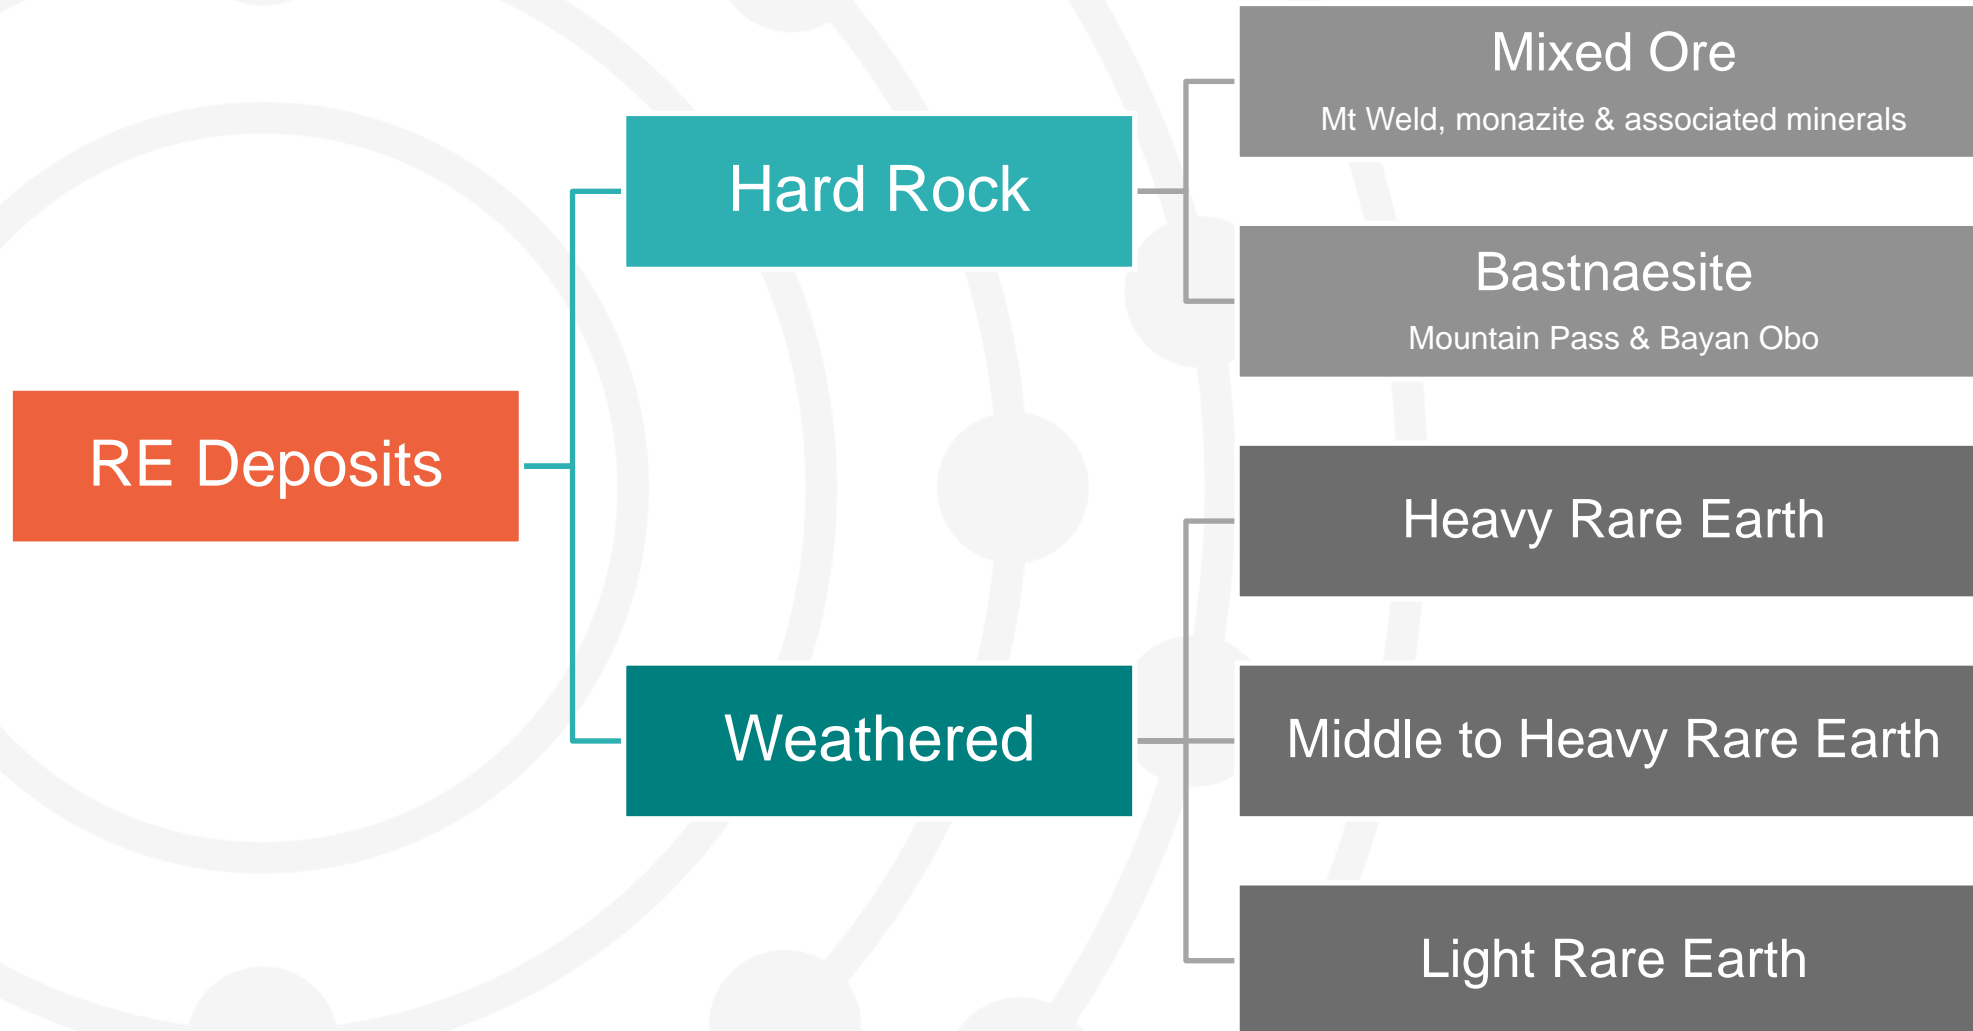 RE Deposits
Hard Rock
Weathered
Mixed Ore
Mt Weld, monazite & associated minerals
Bastnaesite
Mountain Pass & Bayan Obo
Heavy Rare Earth
Middle to Heavy Rare Earth
Light Rare Earth